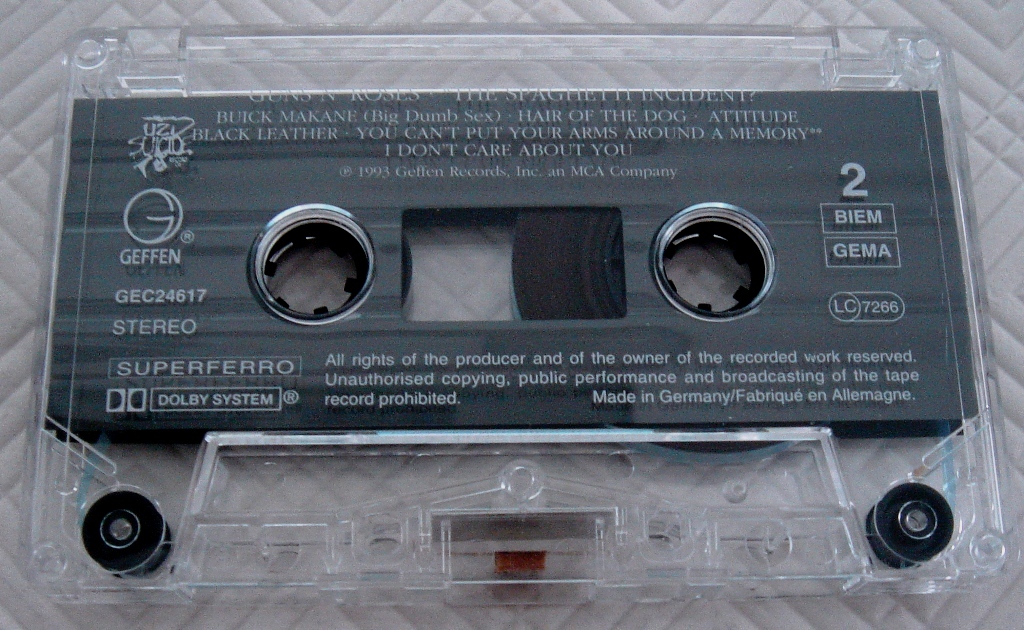 GUNS N' ROSES "THE SPAGHETTI INCIDENT?"
BUICK MAKANE (Big Dumb Sex) · HAIR OF THE DOG · ATTITUDE
BLACK LEATHER · YOU CAN'T PUT YOUR ARMS AROUND A MEMORY**
I DON'T CARE ABOUT YOU
℗ 1993 Geffen Records, Inc. an MCA Company
UZI
SUICIDE
G
®
GEFFEN
GEC24617
STEREO
SUPERFERRO
DOLBY SYSTEM ®
2
BIEM
GEMA
LC 7266
All rights of the producer and of the owner of the recorded work reserved.
Unauthorised copying, public performance and broadcasting of the tape
record prohibited.
Made in Germany/Fabriqué en Allemagne.